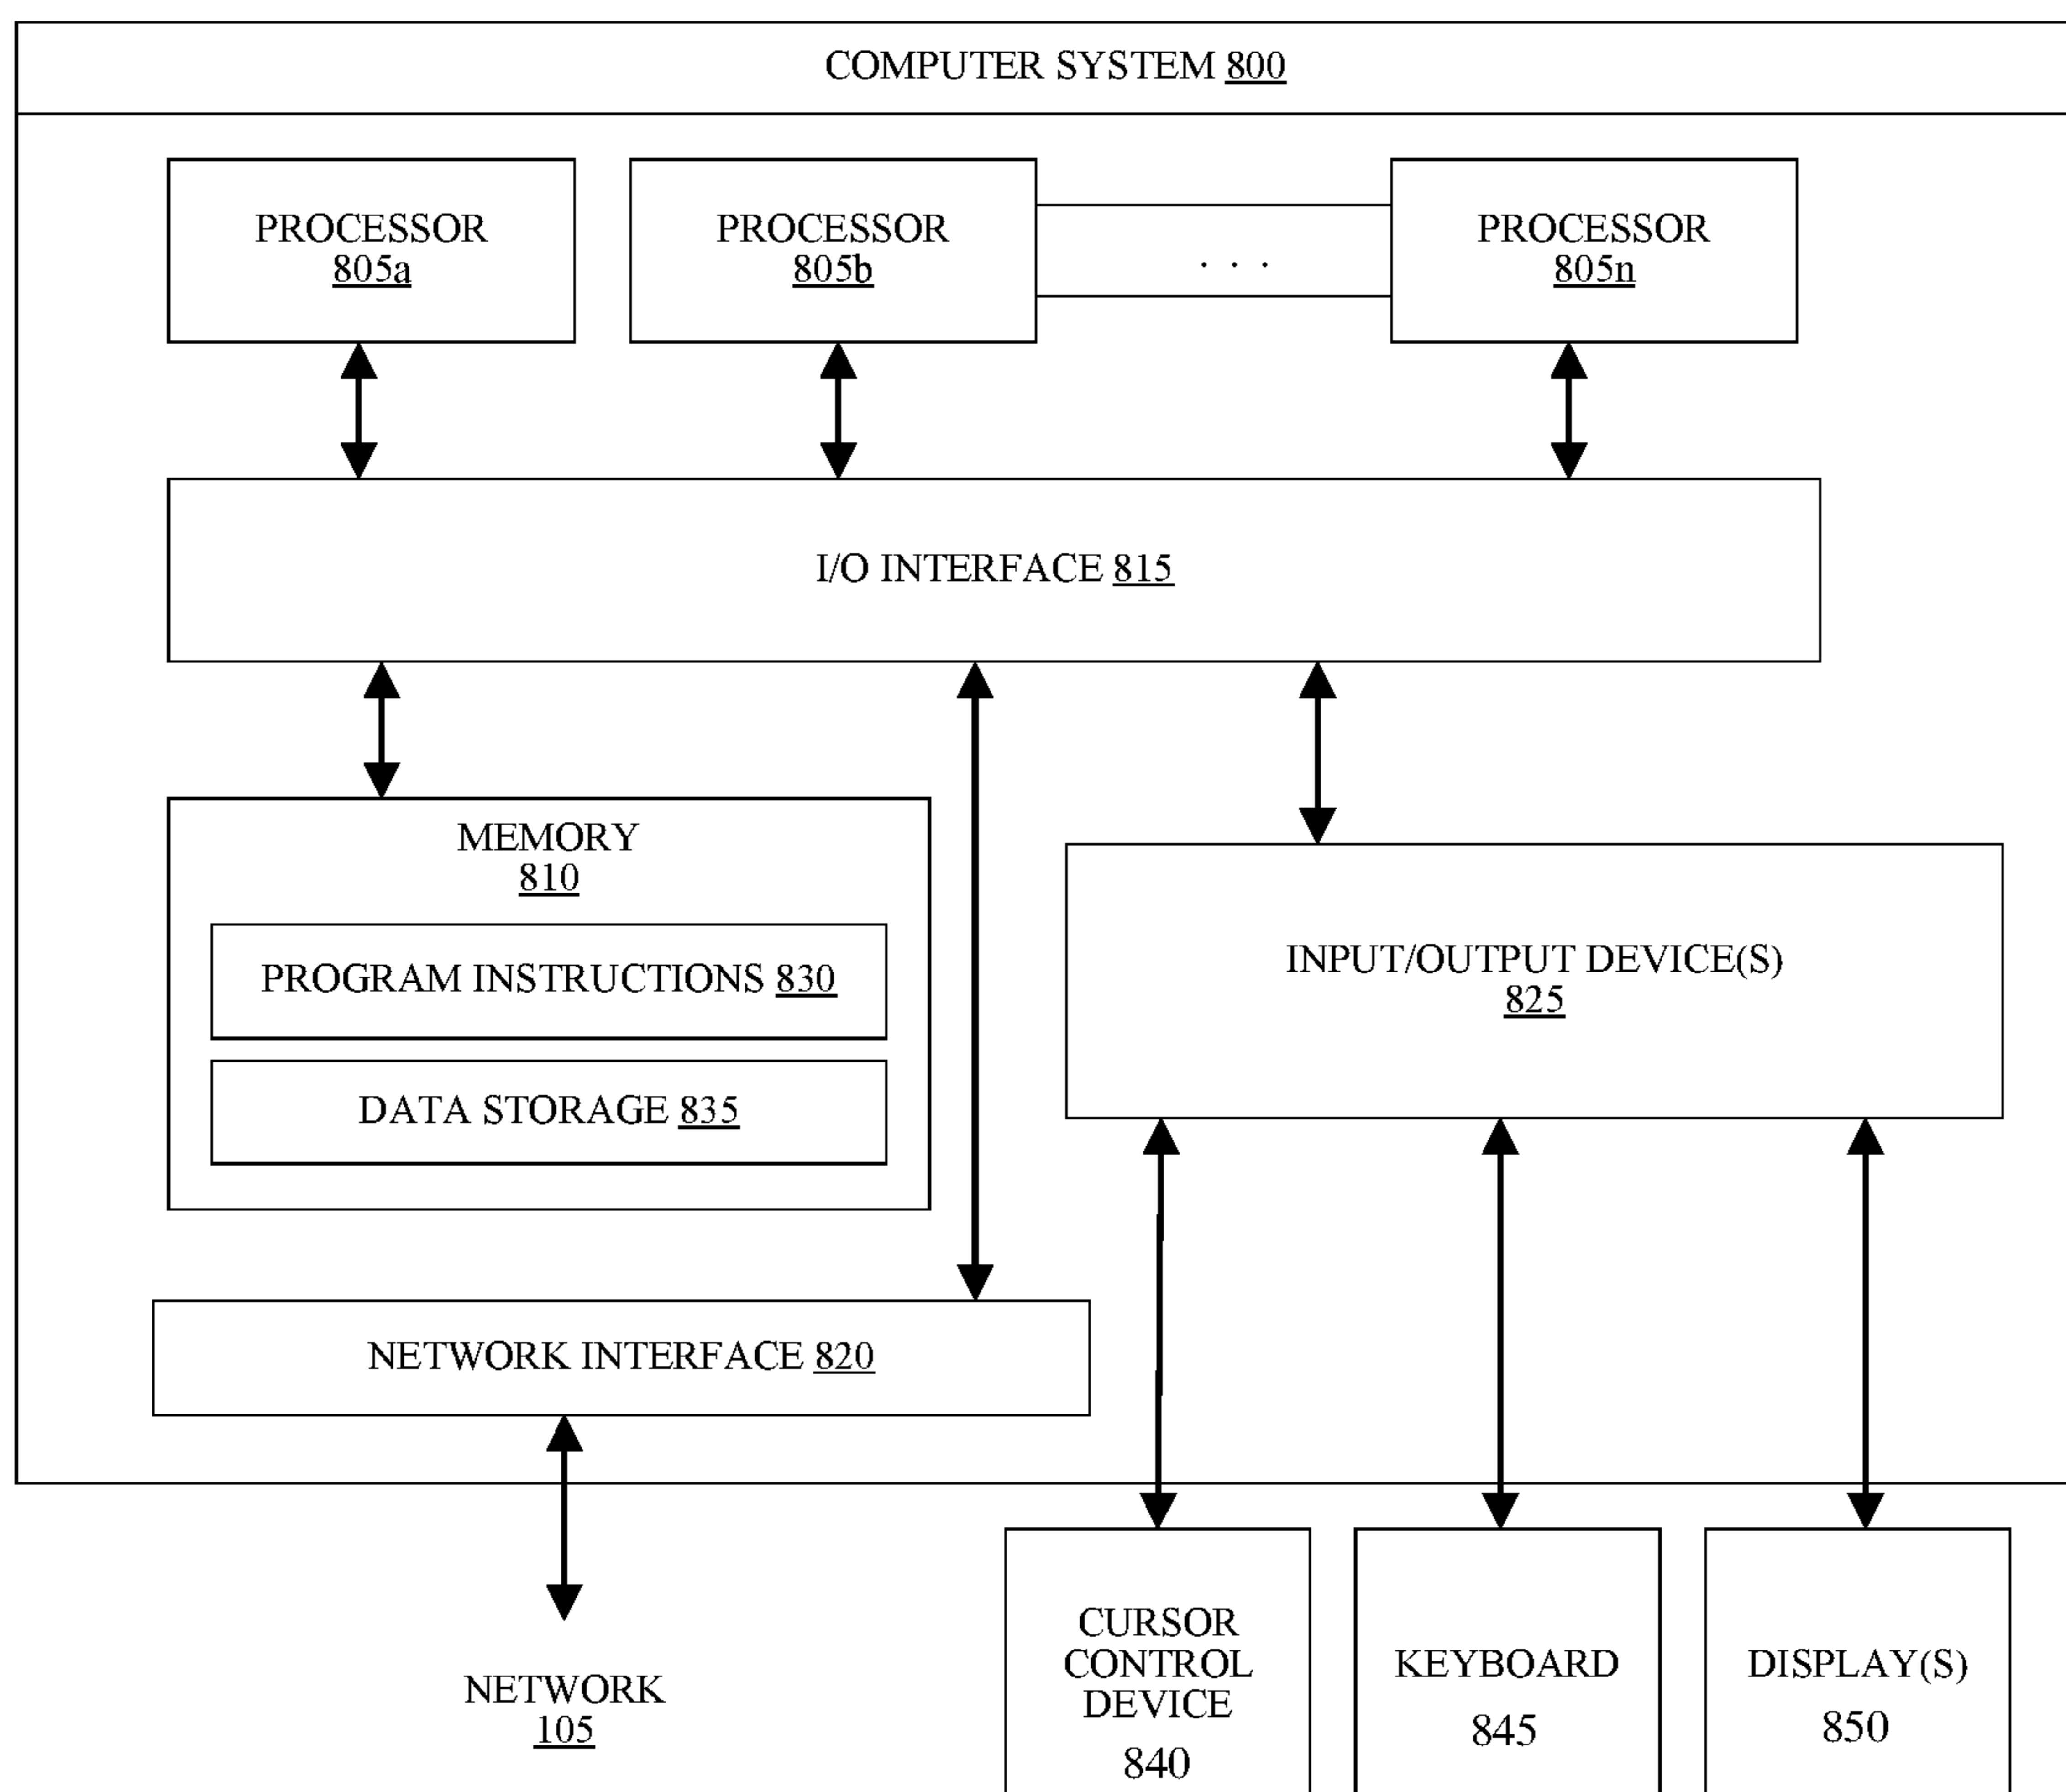 COMPUTER SYSTEM 800
PROCESSOR
805a
PROCESSOR
805b
. . .
PROCESSOR
805n
I/O INTERFACE 815
MEMORY
810
PROGRAM INSTRUCTIONS 830
DATA STORAGE 835
INPUT/OUTPUT DEVICE(S)
825
NETWORK INTERFACE 820
NETWORK
105
CURSOR
CONTROL
DEVICE
840
KEYBOARD
845
DISPLAY(S)
850